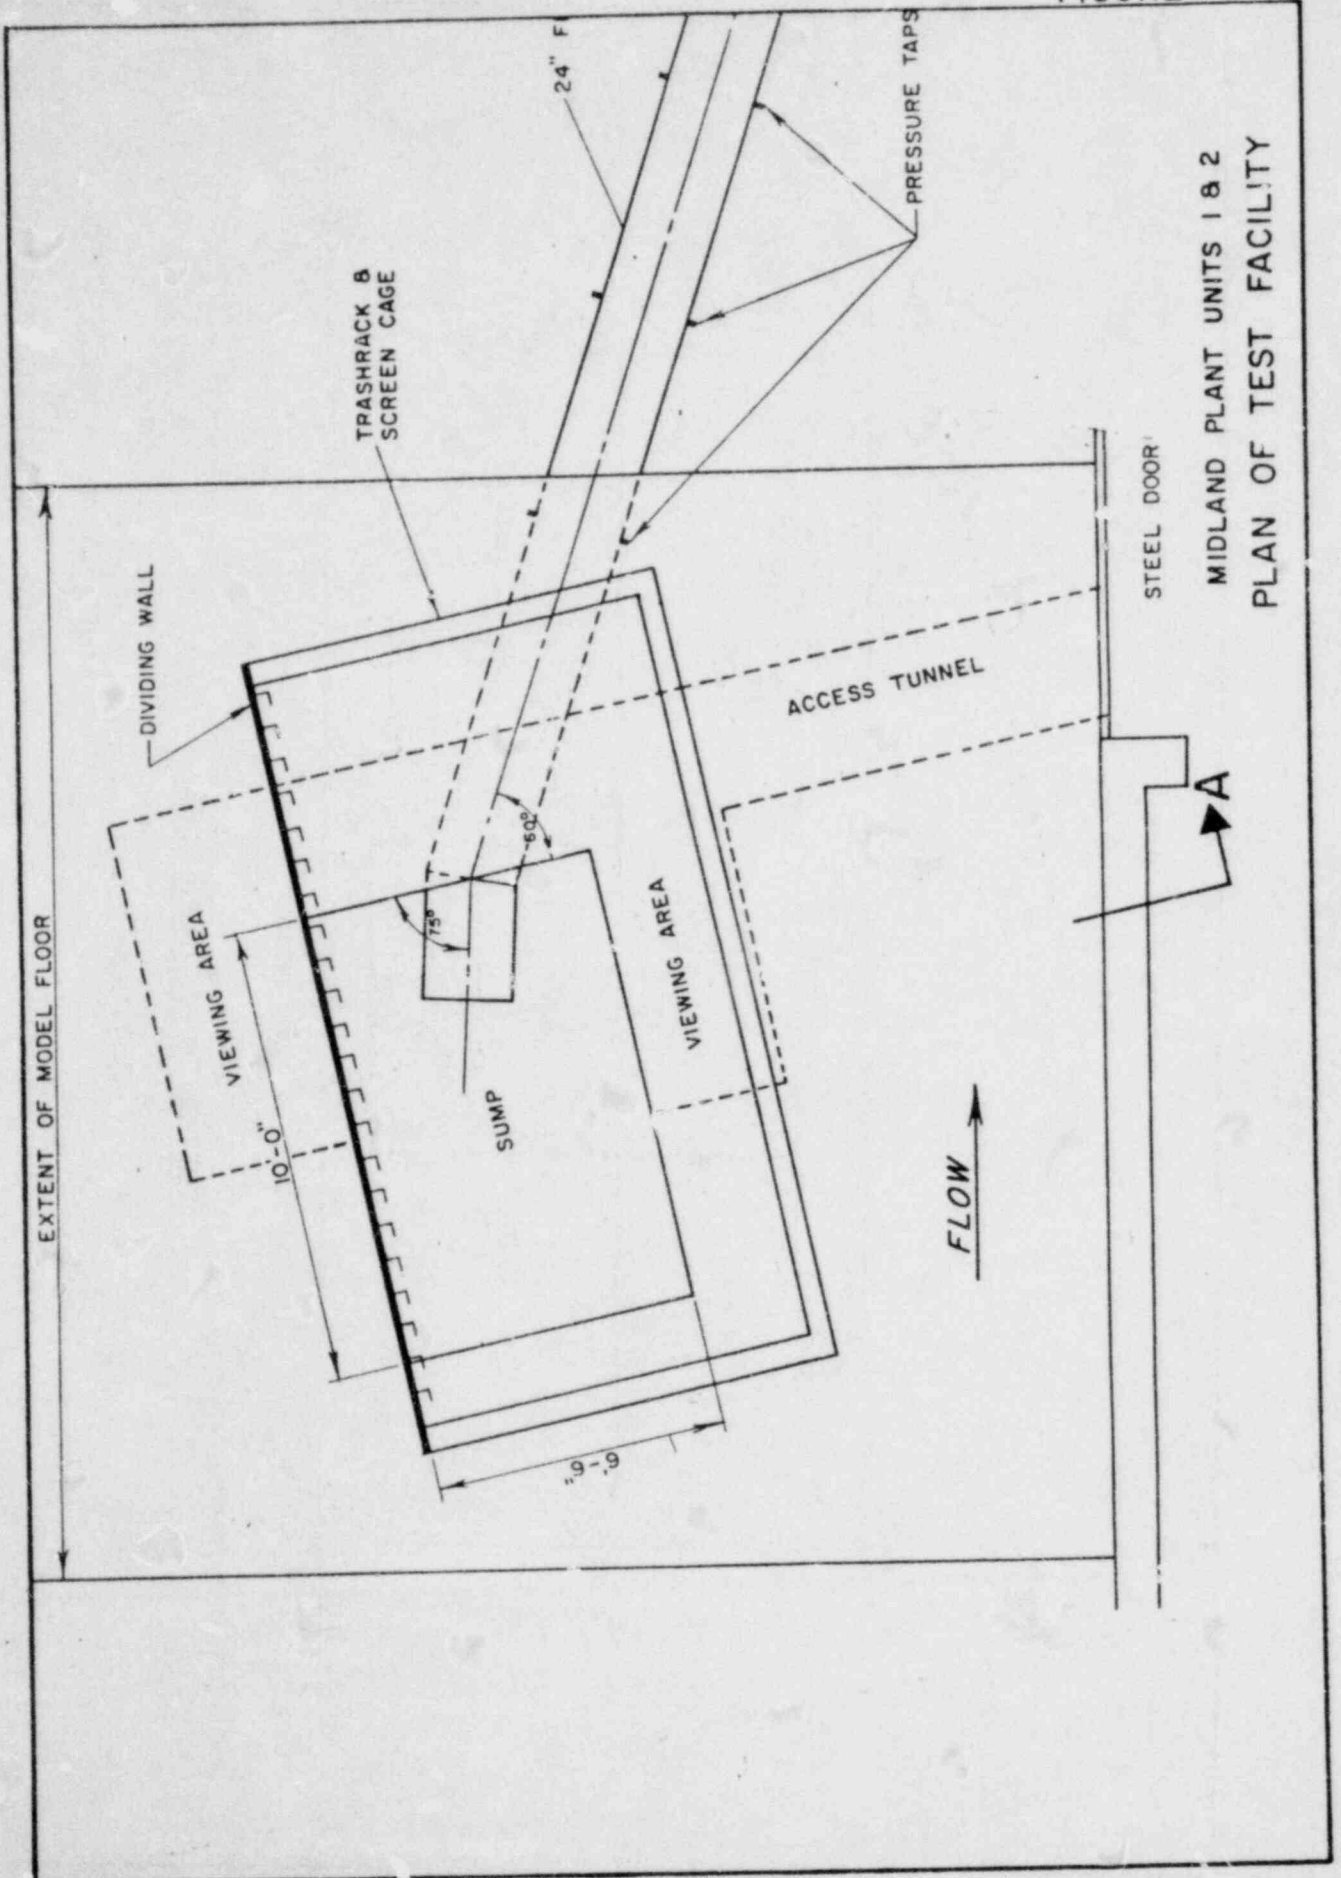 EXTENT OF MODEL FLOOR
DIVIDING WALL
TRASHRACK &
SCREEN CAGE
24"
PRESSURE TAPS
VIEWING AREA
10'-0"
75°
60°
SUMP
VIEWING AREA
ACCESS TUNNEL
6'-6"
FLOW
STEEL DOOR
A
MIDLAND PLANT UNITS 1 & 2
PLAN OF TEST FACILITY